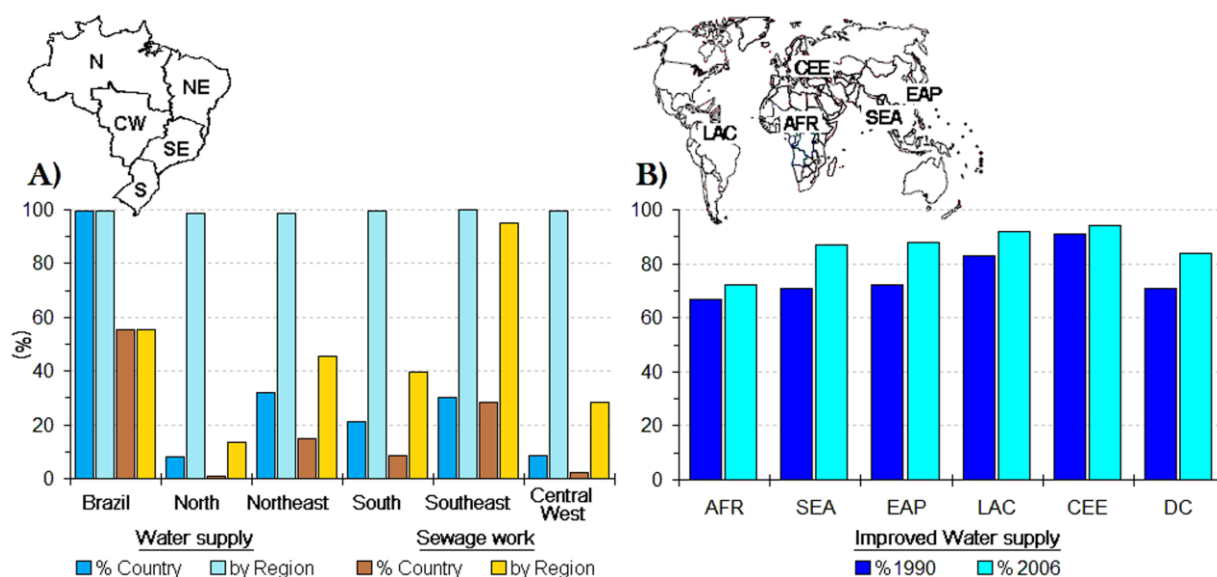 N
NE
CW
SE
S
A)
100
80
60
40
20
0
(%)
Brazil North Northeast South Southeast Central
West
Water supply Sewage work
% Country by Region % Country by Region
CEE
EAP
SEA
AFR
LAC
B)
100
80
60
40
20
0
AFR SEA EAP LAC CEE DC
Improved Water supply
% 1990 % 2006